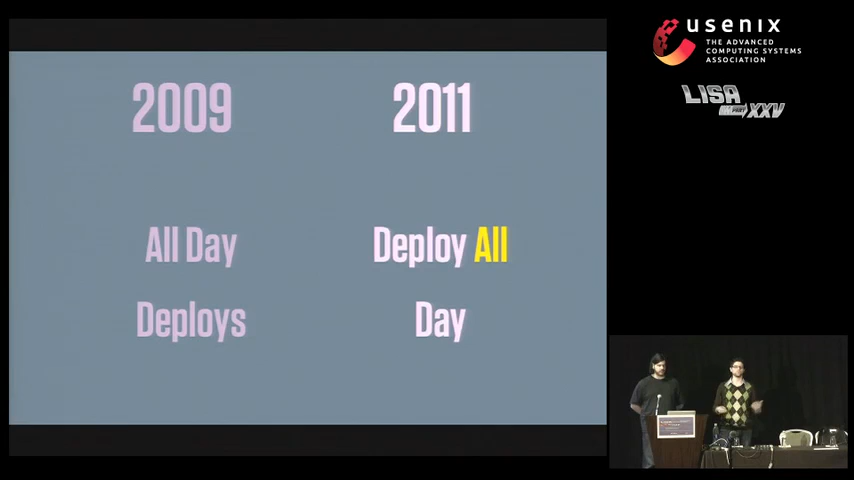 2009
2011
All Day
Deploys
Deploy All
Day
usenix
THE ADVANCED
COMPUTING SYSTEMS
ASSOCIATION
LISA
XXV